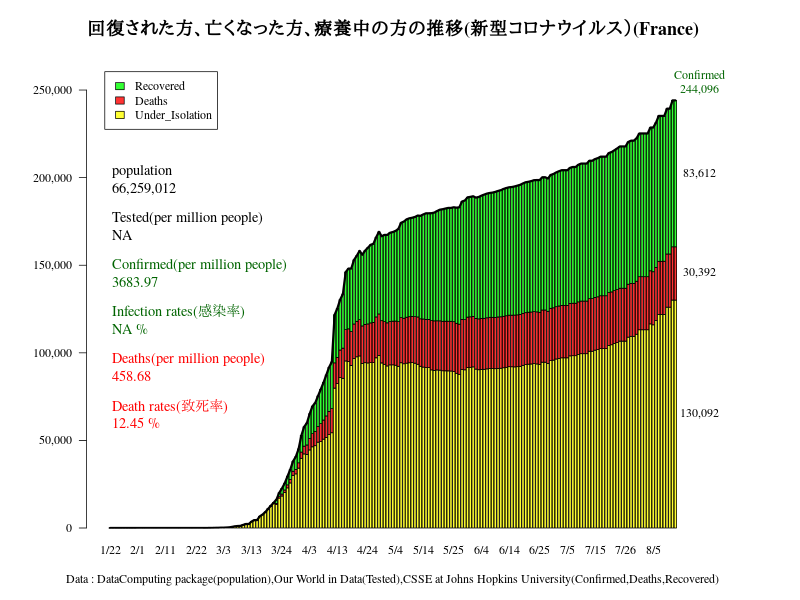 回復された方、亡くなった方、療養中の方の推移(新型コロナウイルス)(France)
Confirmed
244,096
250,000
200,000
150,000
100,000
50,000
0
Recovered
Deaths
Under_Isolation
population
66,259,012
Tested(per million people)
NA
Confirmed(per million people)
3683.97
Infection rates(感染率)
NA %
Deaths(per million people)
458.68
Death rates(致死率)
12.45 %
83,612
30,392
130,092
1/22 2/1 2/11 2/22 3/3 3/13 3/24 4/3 4/13 4/24 5/4 5/14 5/25 6/4 6/14 6/25 7/5 7/15 7/26 8/5
Data : DataComputing package(population),Our World in Data(Tested),CSSE at Johns Hopkins University(Confirmed,Deaths,Recovered)